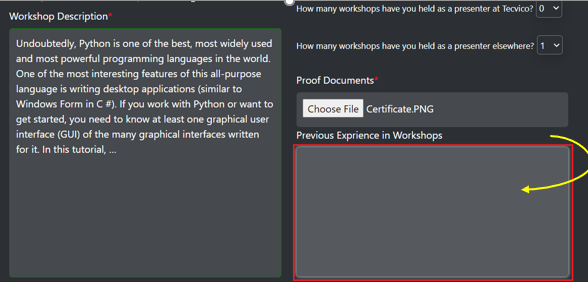 Workshop Description*
Undoubtedly, Python is one of the best, most widely used
and most powerful programming languages in the world.
One of the most interesting features of this all-purpose
language is writing desktop applications (similar to
Windows Form in C #). If you work with Python or want to
get started, you need to know at least one graphical user
interface (GUI) of the many graphical interfaces written
for it. In this tutorial, ...
How many workshops have you held as a presenter at Tecvico? 0
How many workshops have you held as a presenter elsewhere? 1
Proof Documents*
Choose File Certificate.PNG
Previous Exprience in Workshops